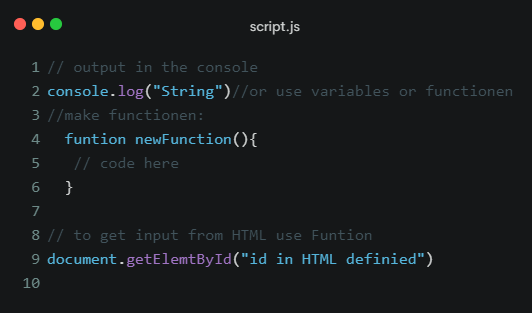 script.js
1 // output in the console
2 console.log("String")//or use variables or functionen
3 //make functionen:
4 funtion newFunction(){
5 // code here
6 }
7
8 // to get input from HTML use Funtion
9 document.getElemtById("id in HTML definied")
10